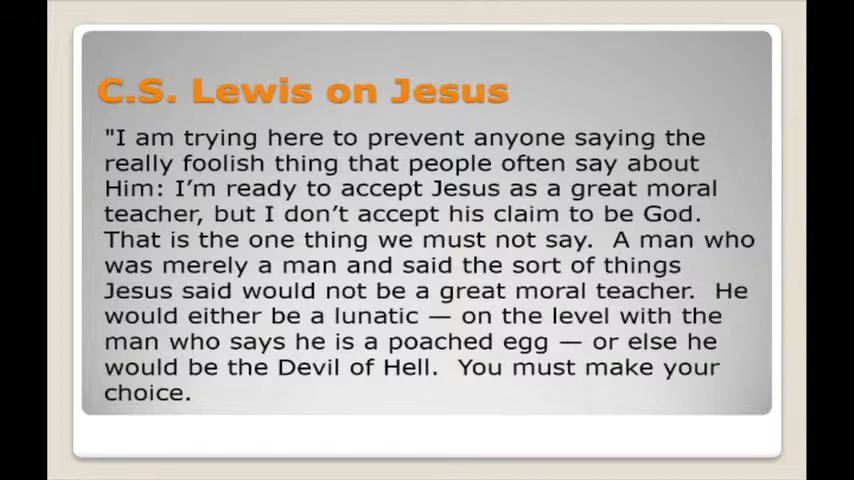 C.S. Lewis on Jesus
"I am trying here to prevent anyone saying the
really foolish thing that people often say about
Him: I’m ready to accept Jesus as a great moral
teacher, but I don’t accept his claim to be God.
That is the one thing we must not say.  A man who
was merely a man and said the sort of things
Jesus said would not be a great moral teacher.  He
would either be a lunatic — on the level with the
man who says he is a poached egg — or else he
would be the Devil of Hell.  You must make your
choice.